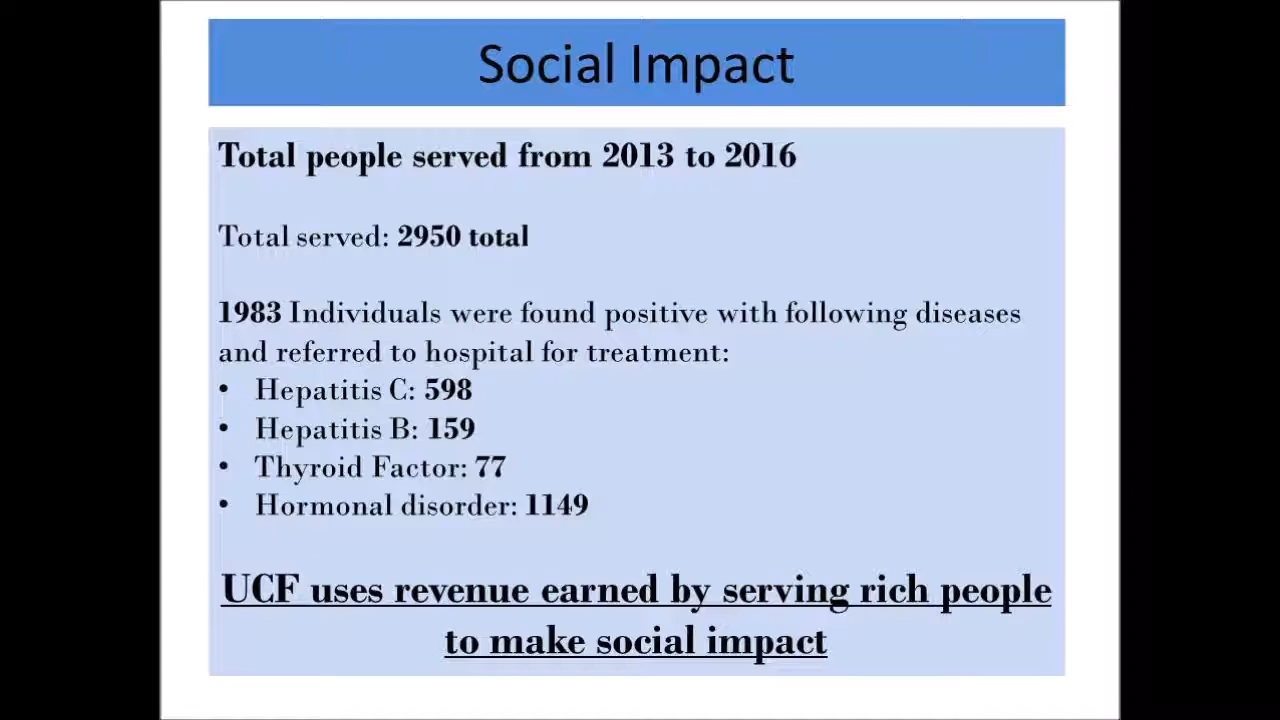 Social Impact
Total people served from 2013 to 2016
Total served: 2950 total
1983 Individuals were found positive with following diseases
and referred to hospital for treatment:
• Hepatitis C: 598
• Hepatitis B: 159
• Thyroid Factor: 77
• Hormonal disorder: 1149
UCF uses revenue earned by serving rich people
to make social impact